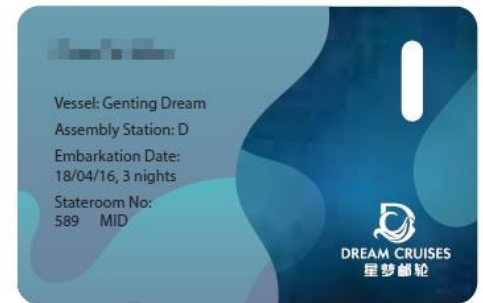 Vessel: Genting Dream
Assembly Station: D
Embarkation Date:
18/04/16, 3 nights
Stateroom No:
589 MID
DREAM CRUISES
星梦邮轮